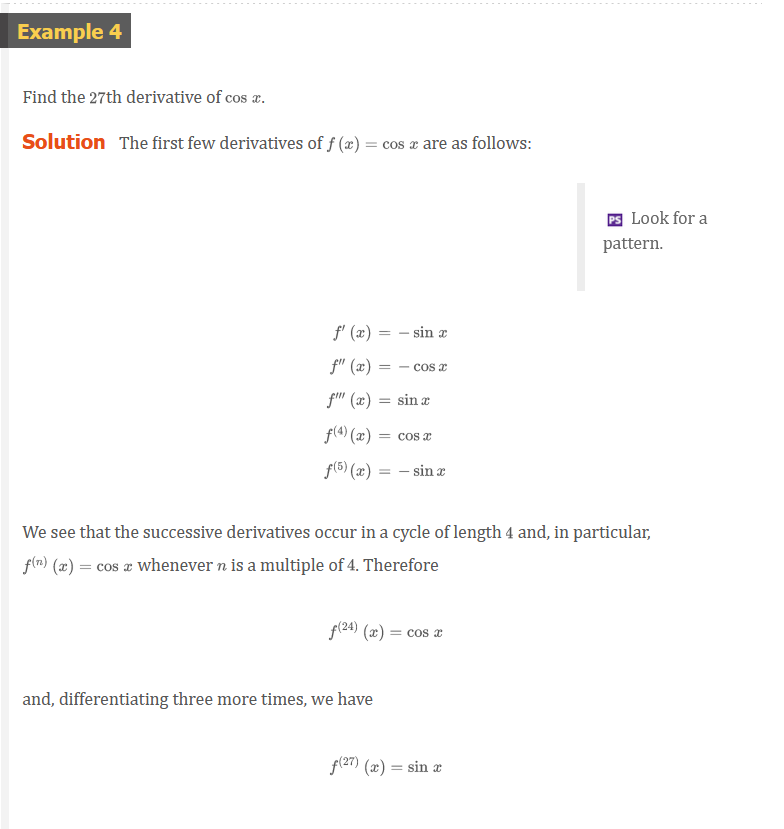 Example 4
Find the 27th derivative of cos x.
Solution The first few derivatives of f (x) = cos x are as follows:
PS Look for a
pattern.
f′ (x) = − sin x
f″ (x) = − cos x
f‴ (x) = sin x
f⁽⁴⁾ (x) = cos x
f⁽⁵⁾ (x) = − sin x
We see that the successive derivatives occur in a cycle of length 4 and, in particular,
f⁽ⁿ⁾ (x) = cos x whenever n is a multiple of 4. Therefore
f⁽²⁴⁾ (x) = cos x
and, differentiating three more times, we have
f⁽²⁷⁾ (x) = sin x